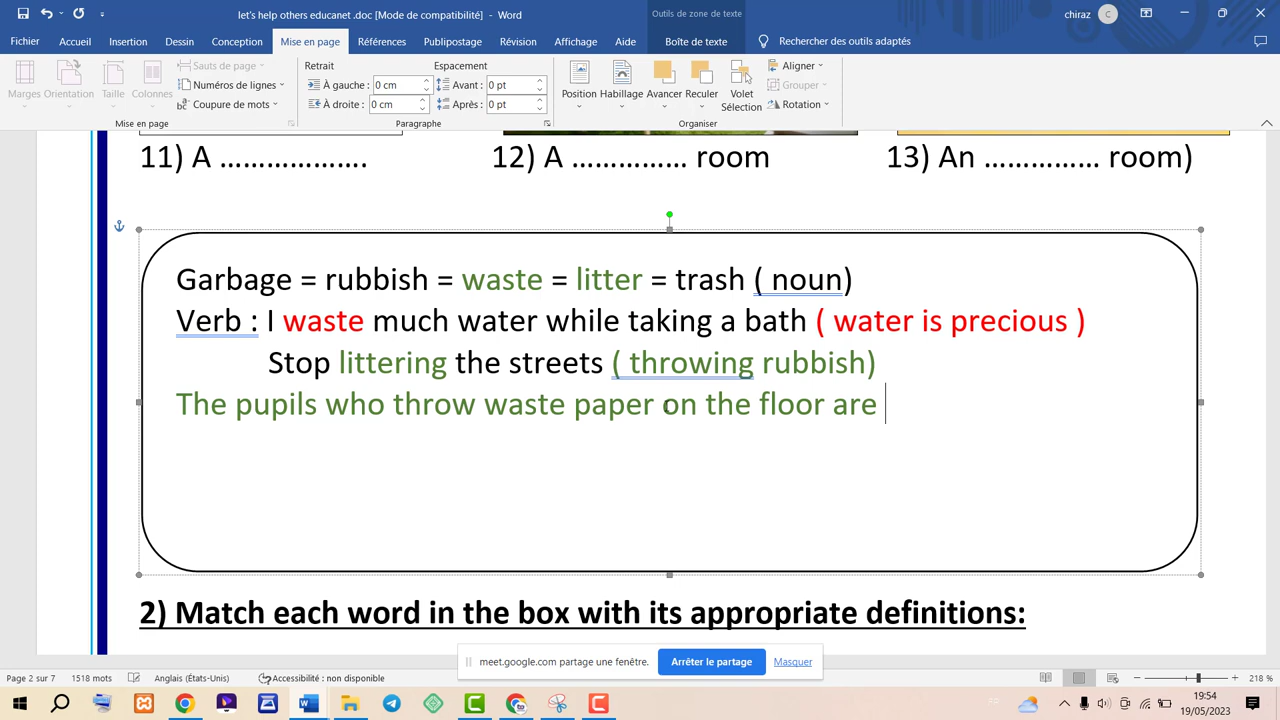 let's help others waste.doc [Mode de compatibilité] - Word
Outils de zone de texte
chiraz
C
Fichier Accueil Insertion Dessin Conception Mise en page Références Publipostage Révision Affichage Aide Boîte de texte Rechercher des outils adaptés
Marges
Orientation
Taille
Colonnes
Sauts de page
Numéros de lignes
Coupure de mots
Mise en page
Retrait
À gauche : 0 cm
À droite : 0 cm
Espacement
Avant : 0 pt
Après : 0 pt
Paragraphe
Position
Habillage
Avancer
Reculer
Volet Sélection
Aligner
Grouper
Rotation
Organiser
11) A ………………. 12) A …………… room 13) An …………… room)
Garbage = rubbish = waste = litter = trash ( noun)
Verb : I waste much water while taking a bath ( water is precious )
Stop littering the streets ( throwing rubbish)
The pupils who throw waste paper on the floor are
2) Match each word in the box with its appropriate definitions:
meet.google.com partage une fenêtre. Arrêter le partage Masquer
Page 2 sur 7 1518 mots Anglais (États-Unis) Accessibilité : non disponible 218 %
19:54
19/05/2023